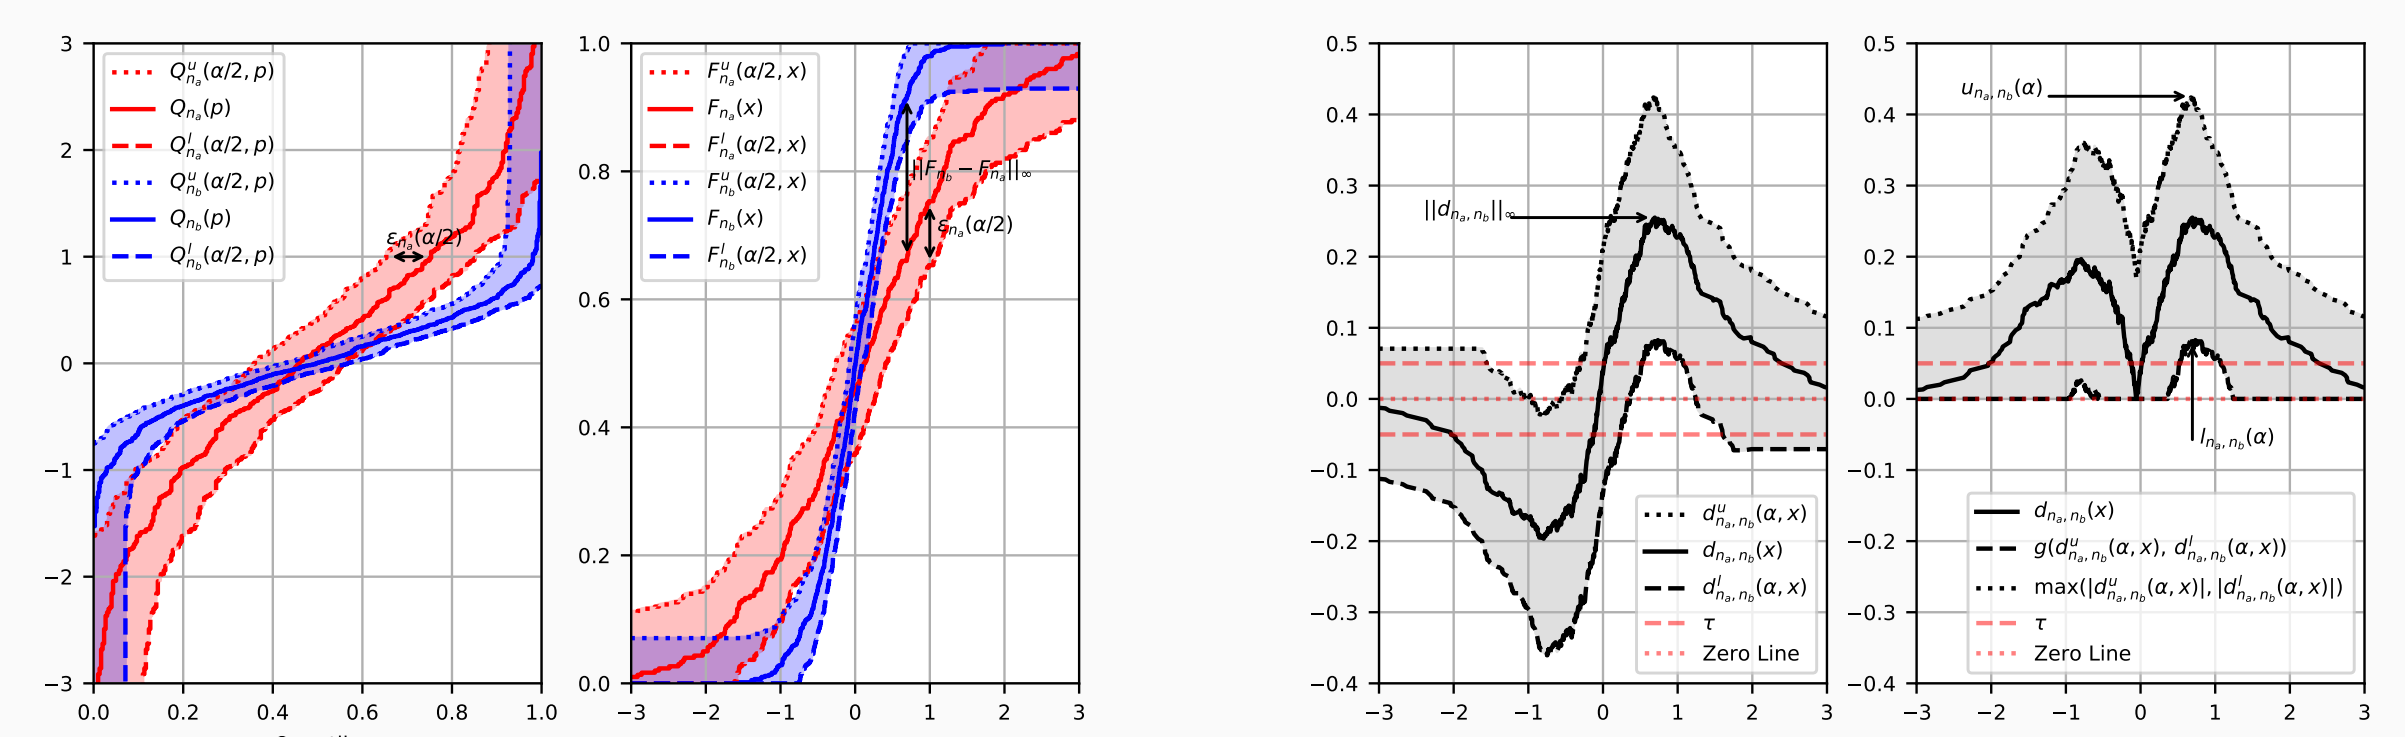 3
2
1
0
−1
−2
−3
0.0 0.2 0.4 0.6 0.8 1.0
Q^u_{n_a}(α/2, p)
Q_{n_a}(p)
Q^l_{n_a}(α/2, p)
Q^u_{n_b}(α/2, p)
Q_{n_b}(p)
Q^l_{n_b}(α/2, p)
ε_{n_a}(α/2)
1.0
0.8
0.6
0.4
0.2
0.0
−3 −2 −1 0 1 2 3
F^u_{n_a}(α/2, x)
F_{n_a}(x)
F^l_{n_a}(α/2, x)
F^u_{n_b}(α/2, x)
F_{n_b}(x)
F^l_{n_b}(α/2, x)
||F_{n_b} − F_{n_a}||_∞
ε_{n_a}(α/2)
0.5
0.4
0.3
0.2
0.1
0.0
−0.1
−0.2
−0.3
−0.4
−3 −2 −1 0 1 2 3
||d_{n_a, n_b}||_∞
d^u_{n_a, n_b}(α, x)
d_{n_a, n_b}(x)
d^l_{n_a, n_b}(α, x)
τ
Zero Line
0.5
0.4
0.3
0.2
0.1
0.0
−0.1
−0.2
−0.3
−0.4
−3 −2 −1 0 1 2 3
u_{n_a, n_b}(α)
l_{n_a, n_b}(α)
d_{n_a, n_b}(x)
g(d^u_{n_a, n_b}(α, x), d^l_{n_a, n_b}(α, x))
max(|d^u_{n_a, n_b}(α, x)|, |d^l_{n_a, n_b}(α, x)|)
τ
Zero Line